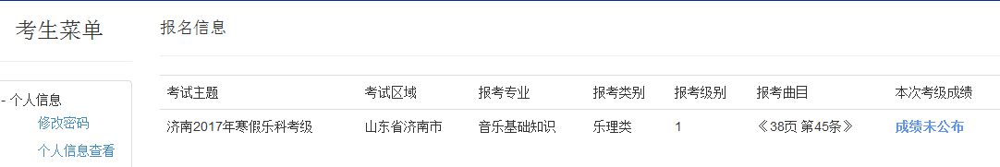 考生菜单
- 个人信息
修改密码
个人信息查看
报名信息
考试主题 考试区域 报考专业 报考类别 报考级别 报考曲目 本次考级成绩
济南2017年寒假乐科考级 山东省济南市 音乐基础知识 乐理类 1 《38页 第45条》 成绩未公布